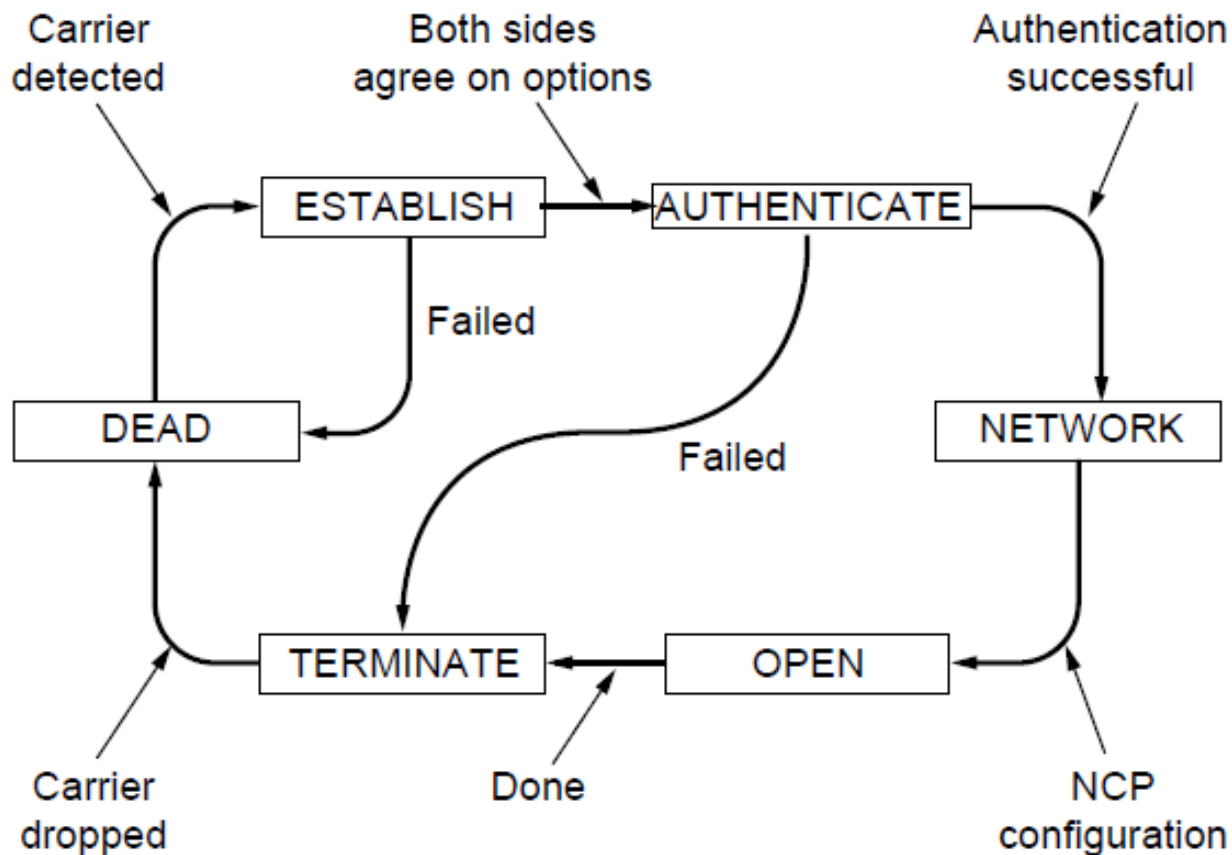 Carrier
detected
Both sides
agree on options
Authentication
successful
ESTABLISH
AUTHENTICATE
Failed
DEAD
NETWORK
Failed
TERMINATE
OPEN
Carrier
dropped
Done
NCP
configuration